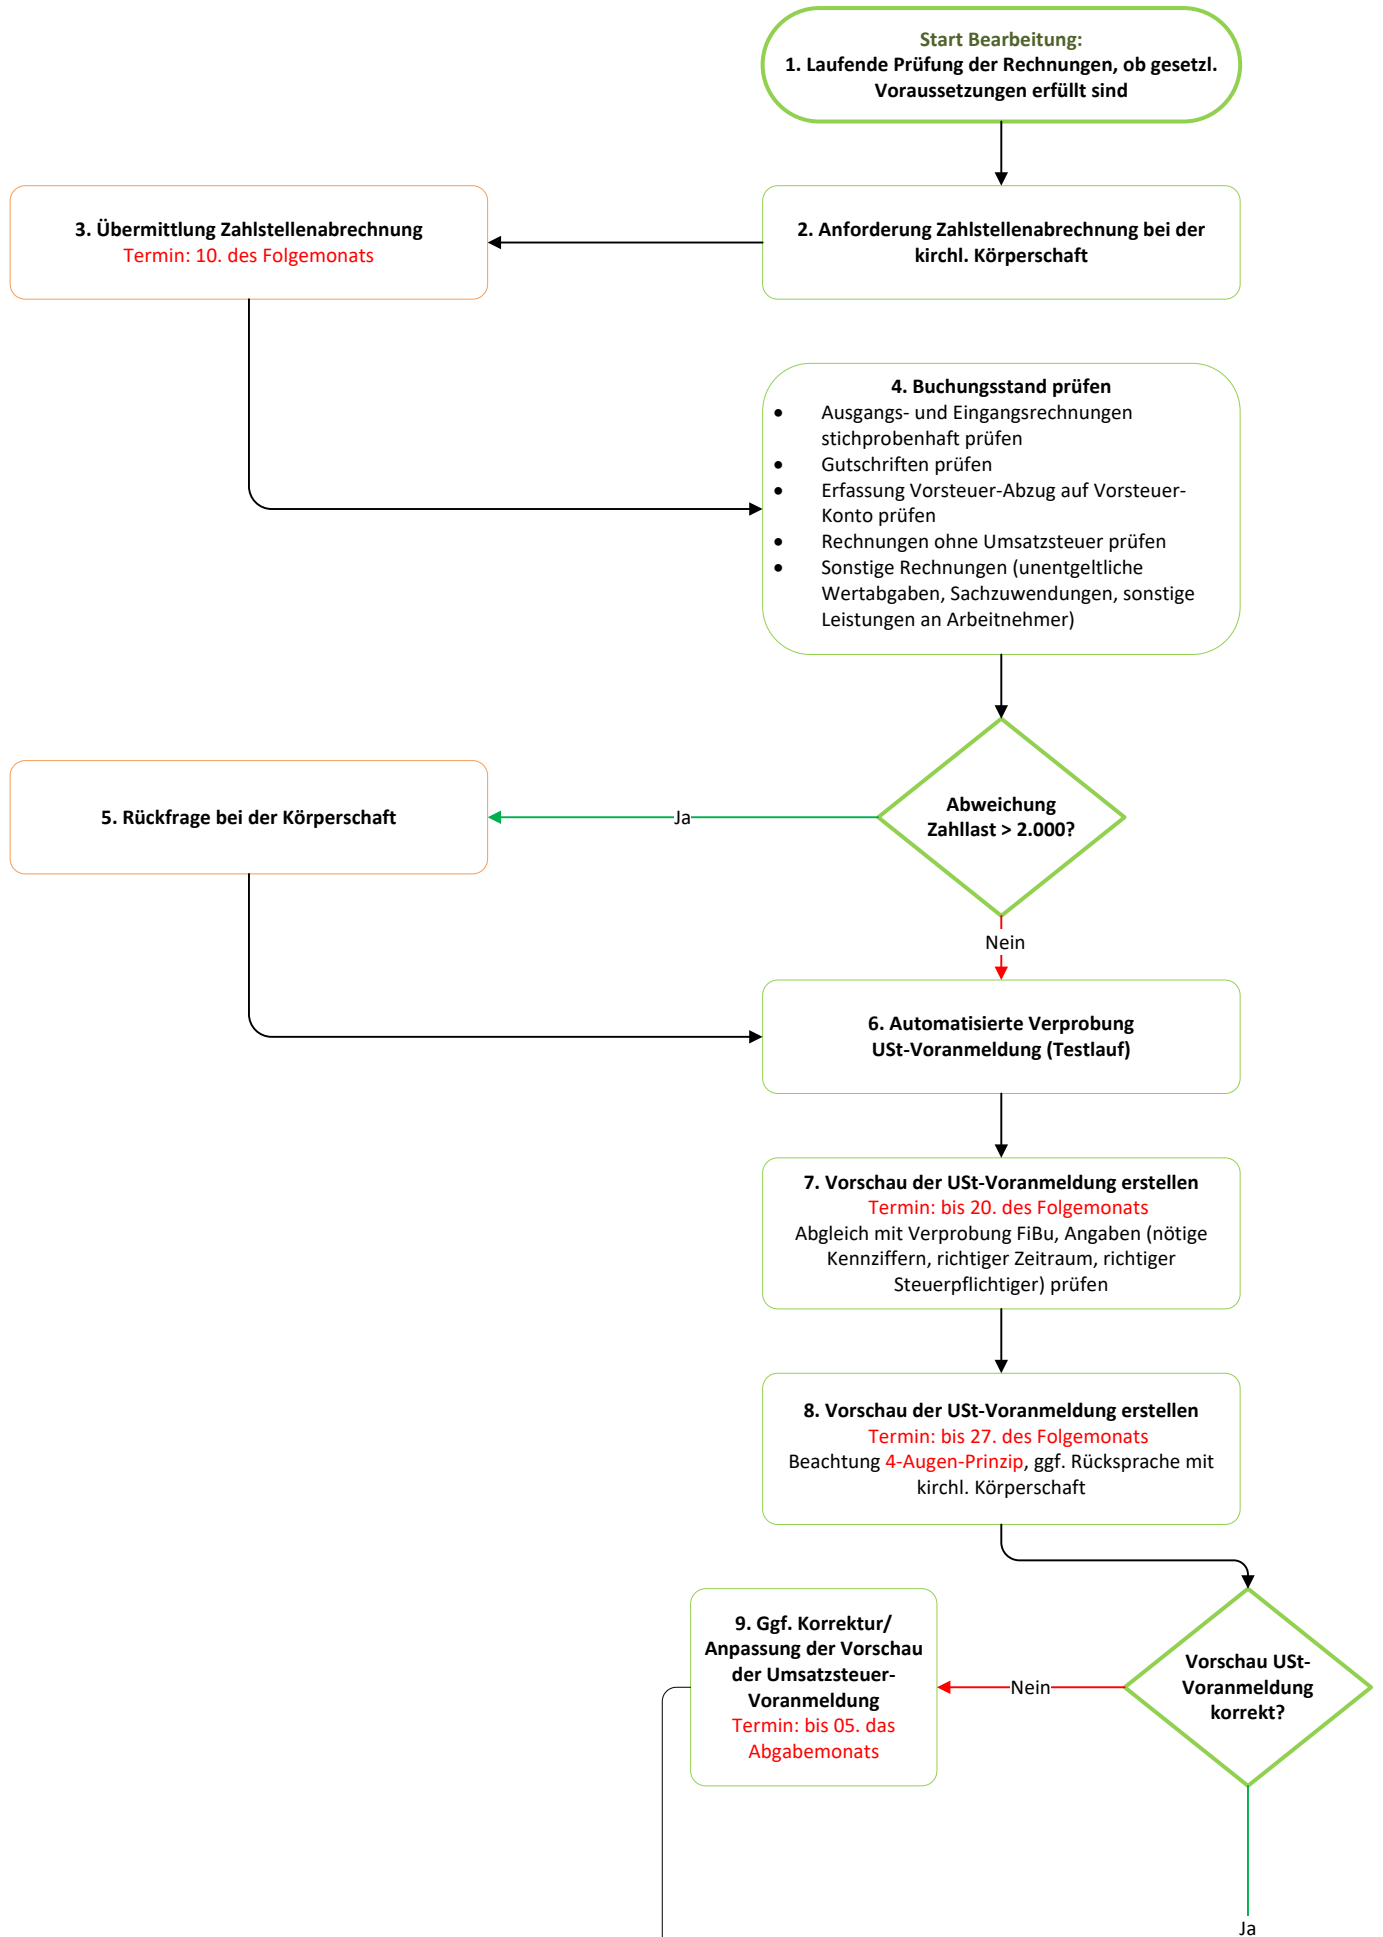 Start Bearbeitung:
1. Laufende Prüfung der Rechnungen, ob gesetzl.
Voraussetzungen erfüllt sind
3. Übermittlung Zahlstellenabrechnung
Termin: 10. des Folgemonats
2. Anforderung Zahlstellenabrechnung bei der
kirchl. Körperschaft
4. Buchungsstand prüfen
• Ausgangs- und Eingangsrechnungen
stichprobenhaft prüfen
• Gutschriften prüfen
• Erfassung Vorsteuer-Abzug auf Vorsteuer-
Konto prüfen
• Rechnungen ohne Umsatzsteuer prüfen
• Sonstige Rechnungen (unentgeltliche
Wertabgaben, Sachzuwendungen, sonstige
Leistungen an Arbeitnehmer)
5. Rückfrage bei der Körperschaft
Ja
Abweichung
Zahllast > 2.000?
Nein
6. Automatisierte Verprobung
USt-Voranmeldung (Testlauf)
7. Vorschau der USt-Voranmeldung erstellen
Termin: bis 20. des Folgemonats
Abgleich mit Verprobung FiBu, Angaben (nötige
Kennziffern, richtiger Zeitraum, richtiger
Steuerpflichtiger) prüfen
8. Vorschau der USt-Voranmeldung erstellen
Termin: bis 27. des Folgemonats
Beachtung 4-Augen-Prinzip, ggf. Rücksprache mit
kirchl. Körperschaft
9. Ggf. Korrektur/
Anpassung der Vorschau
der Umsatzsteuer-
Voranmeldung
Termin: bis 05. das
Abgabemonats
Nein
Vorschau USt-
Voranmeldung
korrekt?
Ja